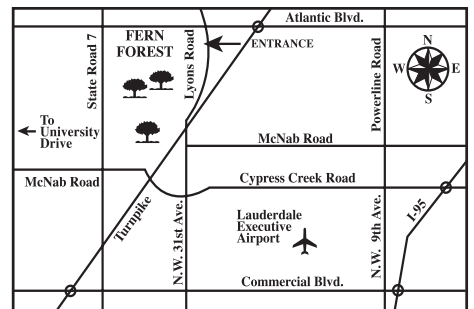 Atlantic Blvd.
FERN
FOREST
ENTRANCE
State Road 7
Lyons Road
Powerline Road
N
W E
S
To
University
Drive
McNab Road
McNab Road
Cypress Creek Road
Turnpike
N.W. 31st Ave.
Lauderdale
Executive
Airport
N.W. 9th Ave.
I-95
Commercial Blvd.